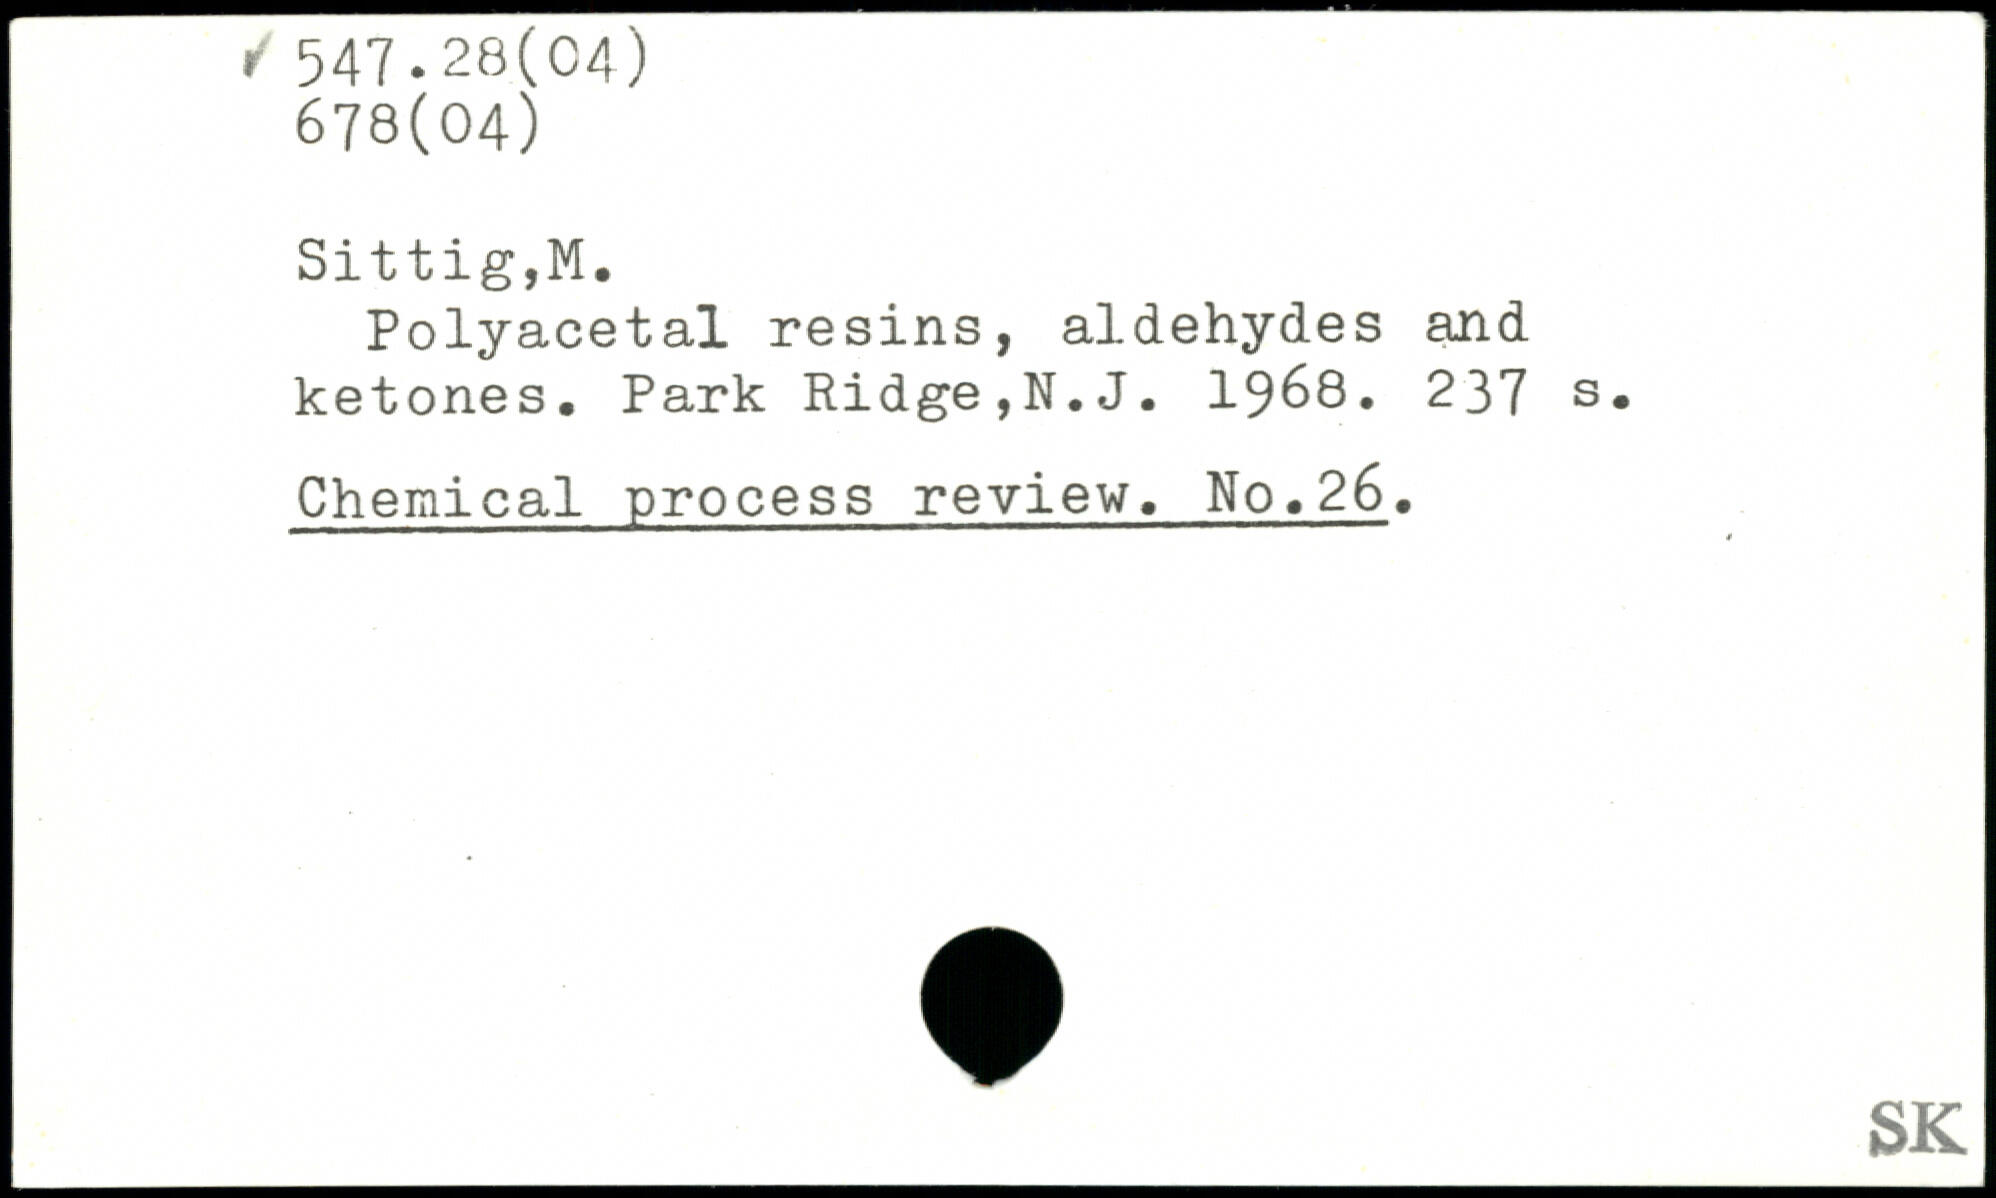 ✓ 547.28(04)
678(04)
Sittig,M.
Polyacetal resins, aldehydes and
ketones. Park Ridge,N.J. 1968. 237 s.
Chemical process review. No.26.
SK